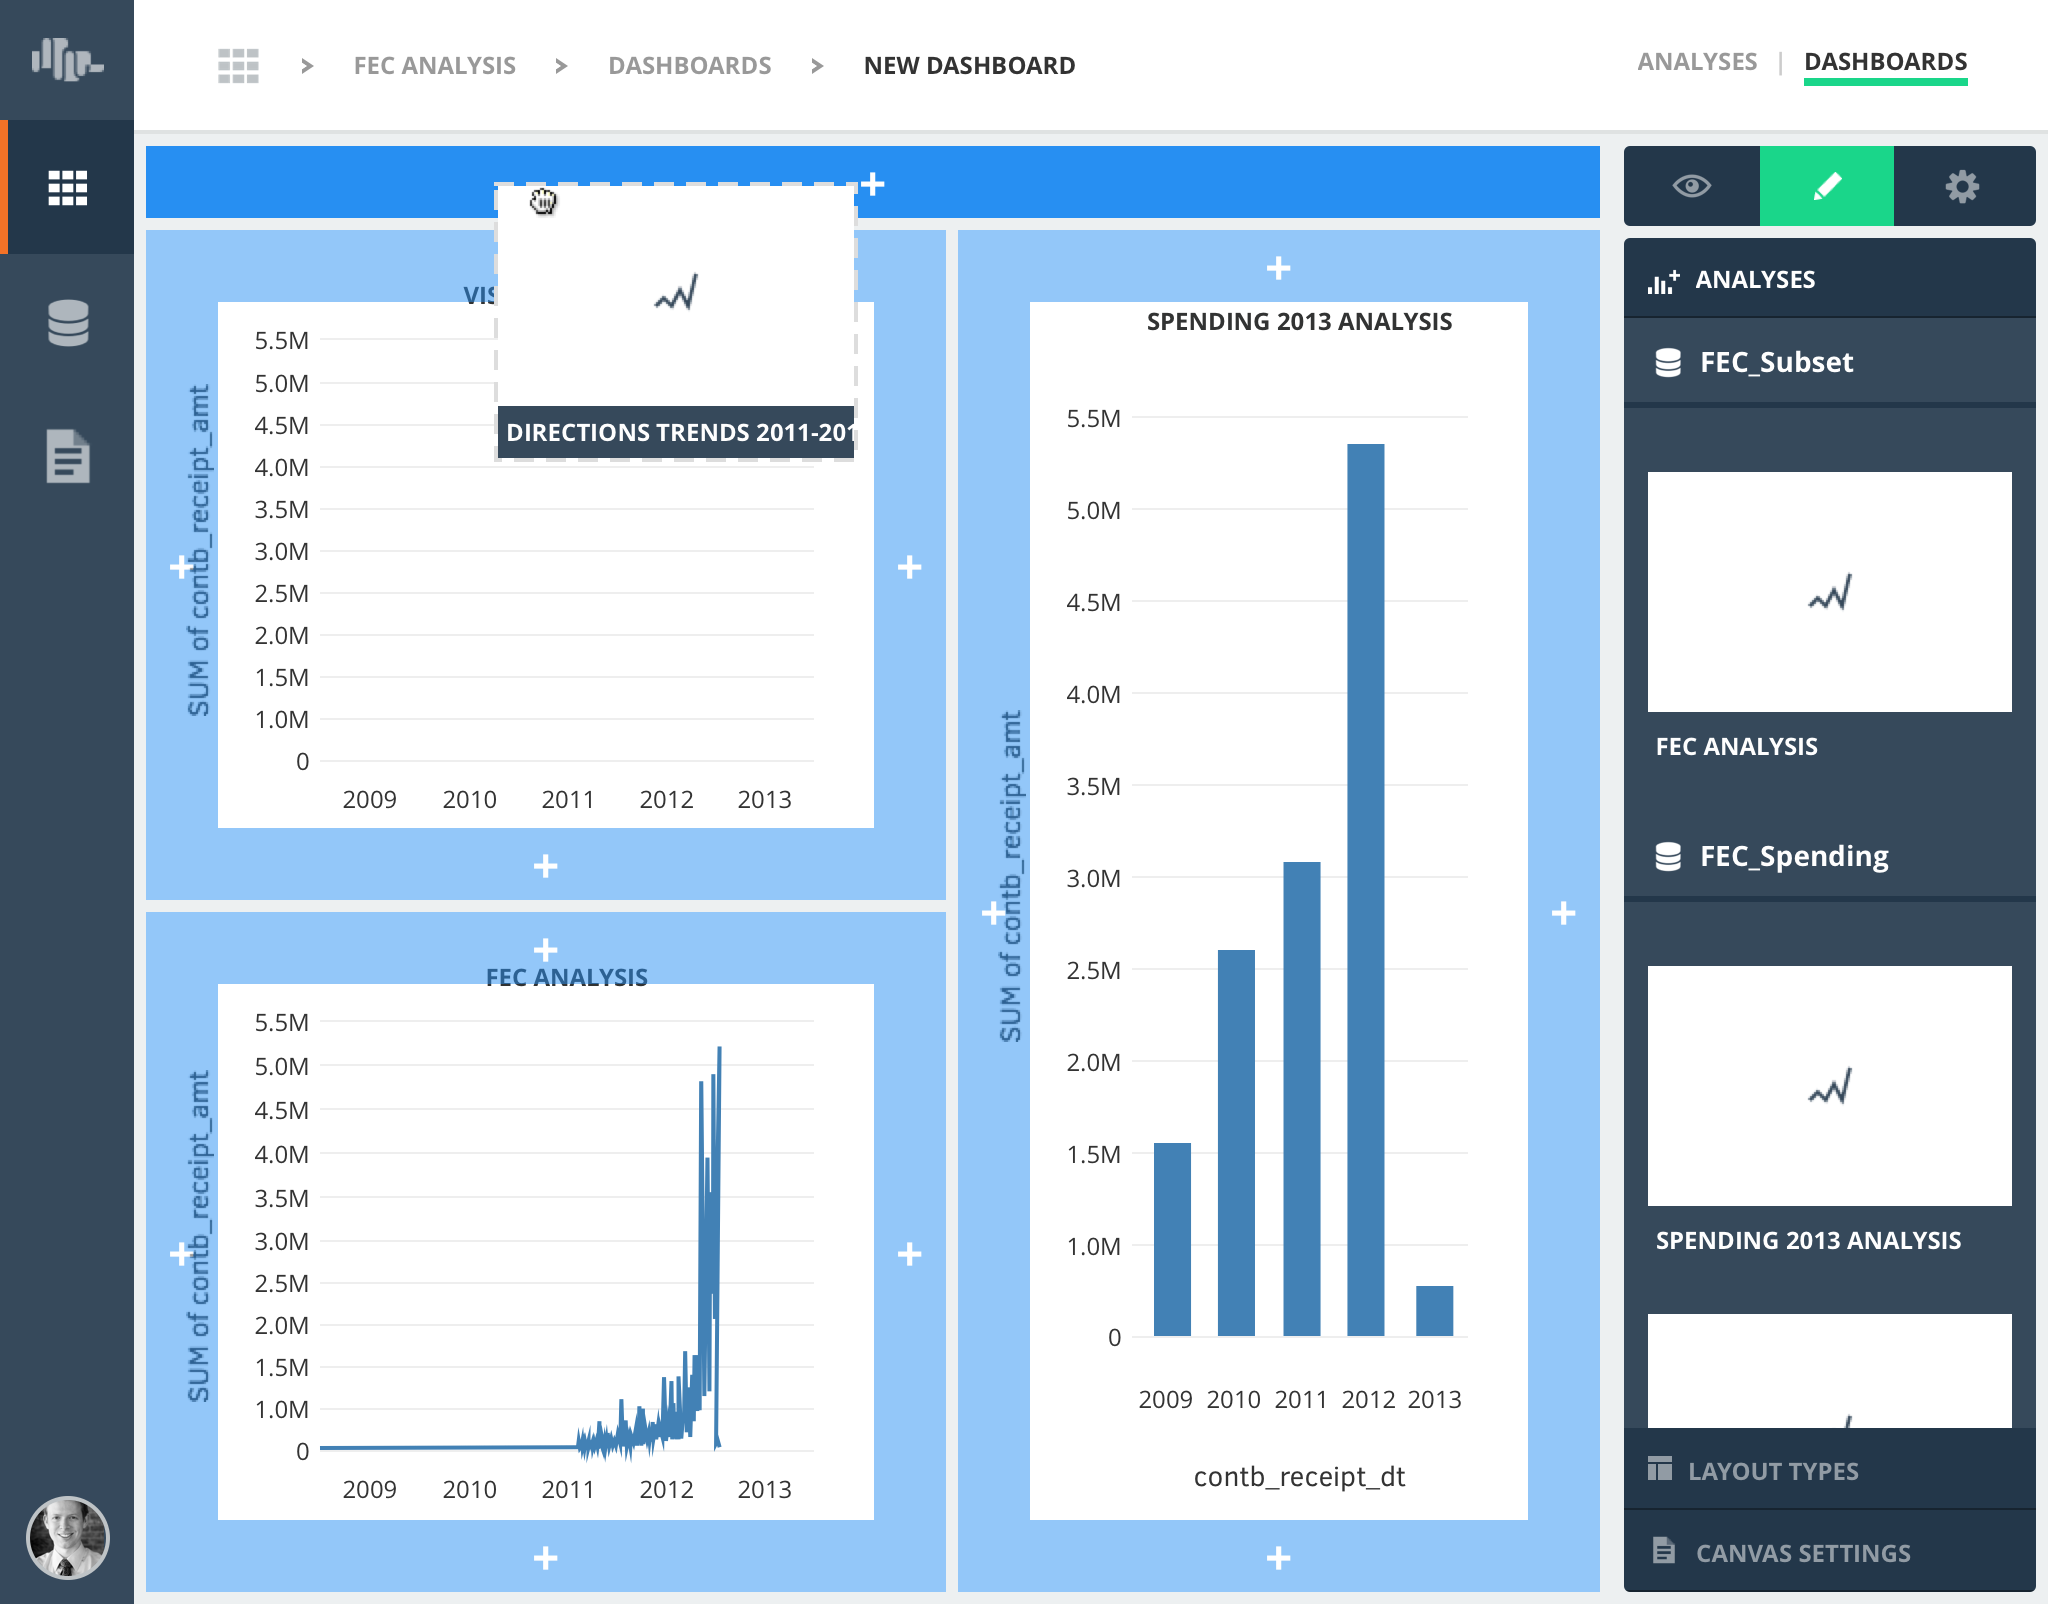 FEC ANALYSIS > DASHBOARDS > NEW DASHBOARD
ANALYSES | DASHBOARDS
5.5M
5.0M
4.5M
4.0M
3.5M
3.0M
2.5M
2.0M
1.5M
1.0M
0
2009 2010 2011 2012 2013
SUM of contb_receipt_amt
DIRECTIONS TRENDS 2011-201
FEC ANALYSIS
5.5M
5.0M
4.5M
4.0M
3.5M
3.0M
2.5M
2.0M
1.5M
1.0M
0
2009 2010 2011 2012 2013
SUM of contb_receipt_amt
SPENDING 2013 ANALYSIS
5.5M
5.0M
4.5M
4.0M
3.5M
3.0M
2.5M
2.0M
1.5M
1.0M
0
2009 2010 2011 2012 2013
contb_receipt_dt
SUM of contb_receipt_amt
ANALYSES
FEC_Subset
FEC ANALYSIS
FEC_Spending
SPENDING 2013 ANALYSIS
LAYOUT TYPES
CANVAS SETTINGS